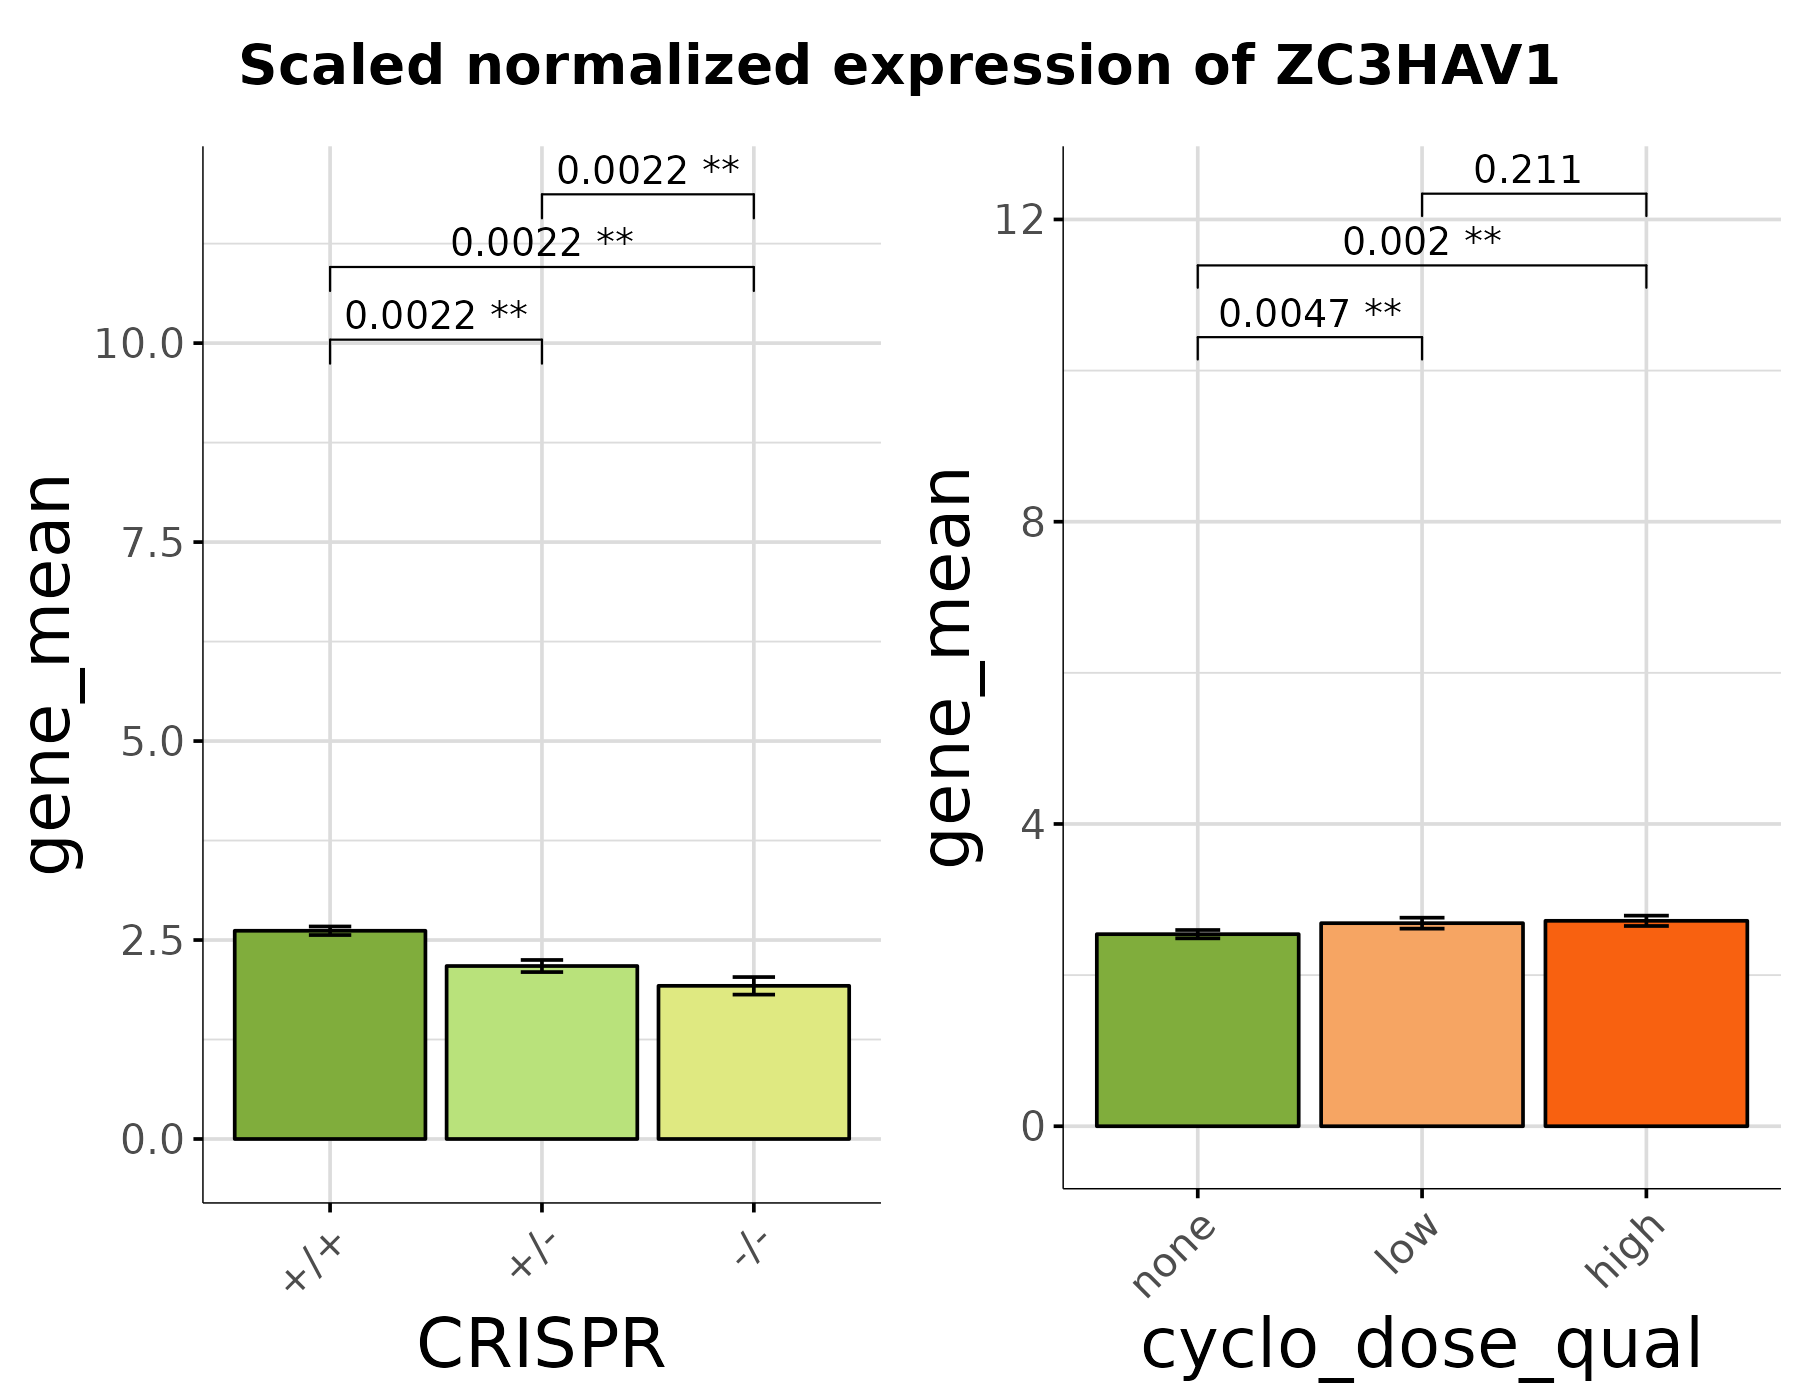 Scaled normalized expression of ZC3HAV1
0.0022 **
0.0022 **
0.0022 **
10.0
7.5
5.0
2.5
0.0
gene_mean
+/+
+/-
-/-
CRISPR
0.211
0.002 **
0.0047 **
12
8
4
0
gene_mean
none
low
high
cyclo_dose_qual